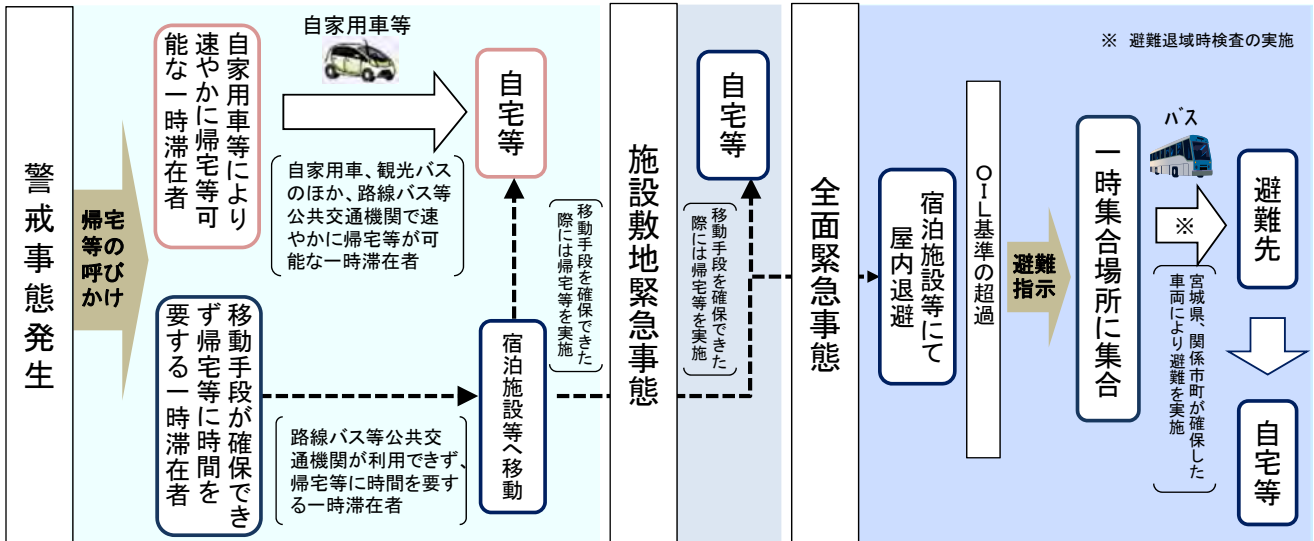 警戒事態発生
帰宅
等の
呼び
かけ
自家用車等により
速やかに帰宅等可
能な一時滞在者
自家用車等
自家用車、観光バス
のほか、路線バス等
公共交通機関で速
やかに帰宅等が可
能な一時滞在者
自宅等
移動手段が確保でき
ず帰宅等に時間を
要する一時滞在者
路線バス等公共交
通機関が利用できず、
帰宅等に時間を要
する一時滞在者
宿泊施設等へ移動
移動手段を確保できた
際には帰宅等を実施
施設敷地緊急事態
自宅等
移動手段を確保できた
際には帰宅等を実施
全面緊急事態
宿泊施設等にて
屋内退避
OIL基準の超過
避難
指示
一時集合場所に集合
※ 避難退域時検査の実施
バス
※
宮城県、関係市町が確保した
車両により避難を実施
避難先
自宅等